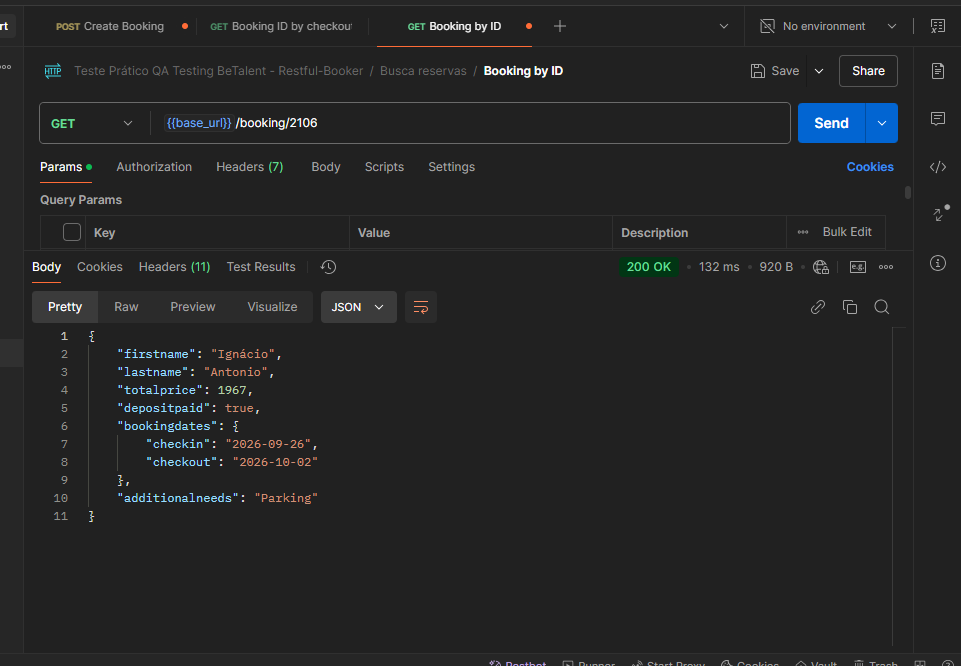 rt
POST Create Booking GET Booking ID by checkout GET Booking by ID No environment
HTTP Teste Prático QA Testing BeTalent - Restful-Booker / Busca reservas / Booking by ID Save Share
GET {{base_url}} /booking/2106 Send
Params Authorization Headers (7) Body Scripts Settings Cookies
Query Params
Key Value Description Bulk Edit
Body Cookies Headers (11) Test Results 200 OK 132 ms 920 B e.g.
Pretty Raw Preview Visualize JSON
1 {
2 "firstname": "Ignácio",
3 "lastname": "Antonio",
4 "totalprice": 1967,
5 "depositpaid": true,
6 "bookingdates": {
7 "checkin": "2026-09-26",
8 "checkout": "2026-10-02"
9 },
10 "additionalneeds": "Parking"
11 }
Postbot Runner Start Proxy Cookies Vault Trash